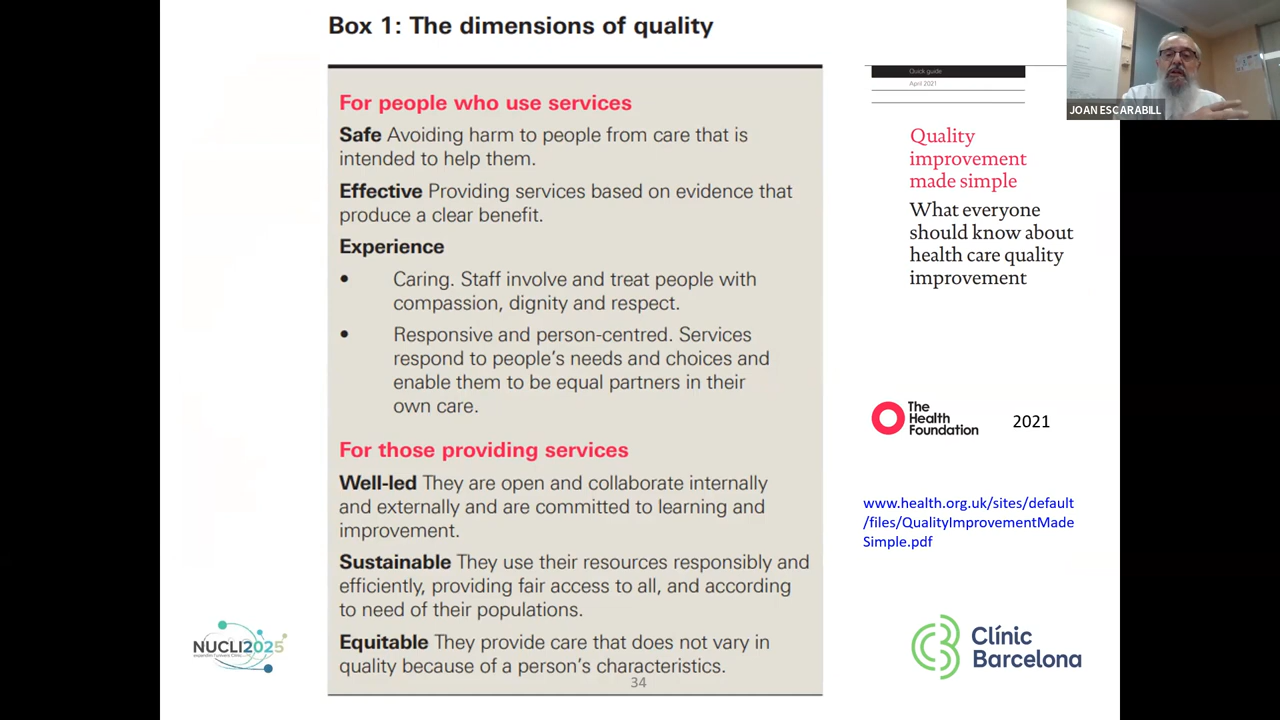 Box 1: The dimensions of quality
For people who use services
Safe Avoiding harm to people from care that is
intended to help them.
Effective Providing services based on evidence that
produce a clear benefit.
Experience
• Caring. Staff involve and treat people with
compassion, dignity and respect.
• Responsive and person-centred. Services
respond to people’s needs and choices and
enable them to be equal partners in their
own care.
For those providing services
Well-led They are open and collaborate internally
and externally and are committed to learning and
improvement.
Sustainable They use their resources responsibly and
efficiently, providing fair access to all, and according
to need of their populations.
Equitable They provide care that does not vary in
quality because of a person’s characteristics.
34
Quick guide
April 2021
Quality
improvement
made simple
What everyone
should know about
health care quality
improvement
The
Health
Foundation
2021
www.health.org.uk/sites/default
/files/QualityImprovementMade
Simple.pdf
NUCLI2025
Clínic
Barcelona
JOAN ESCARABILL